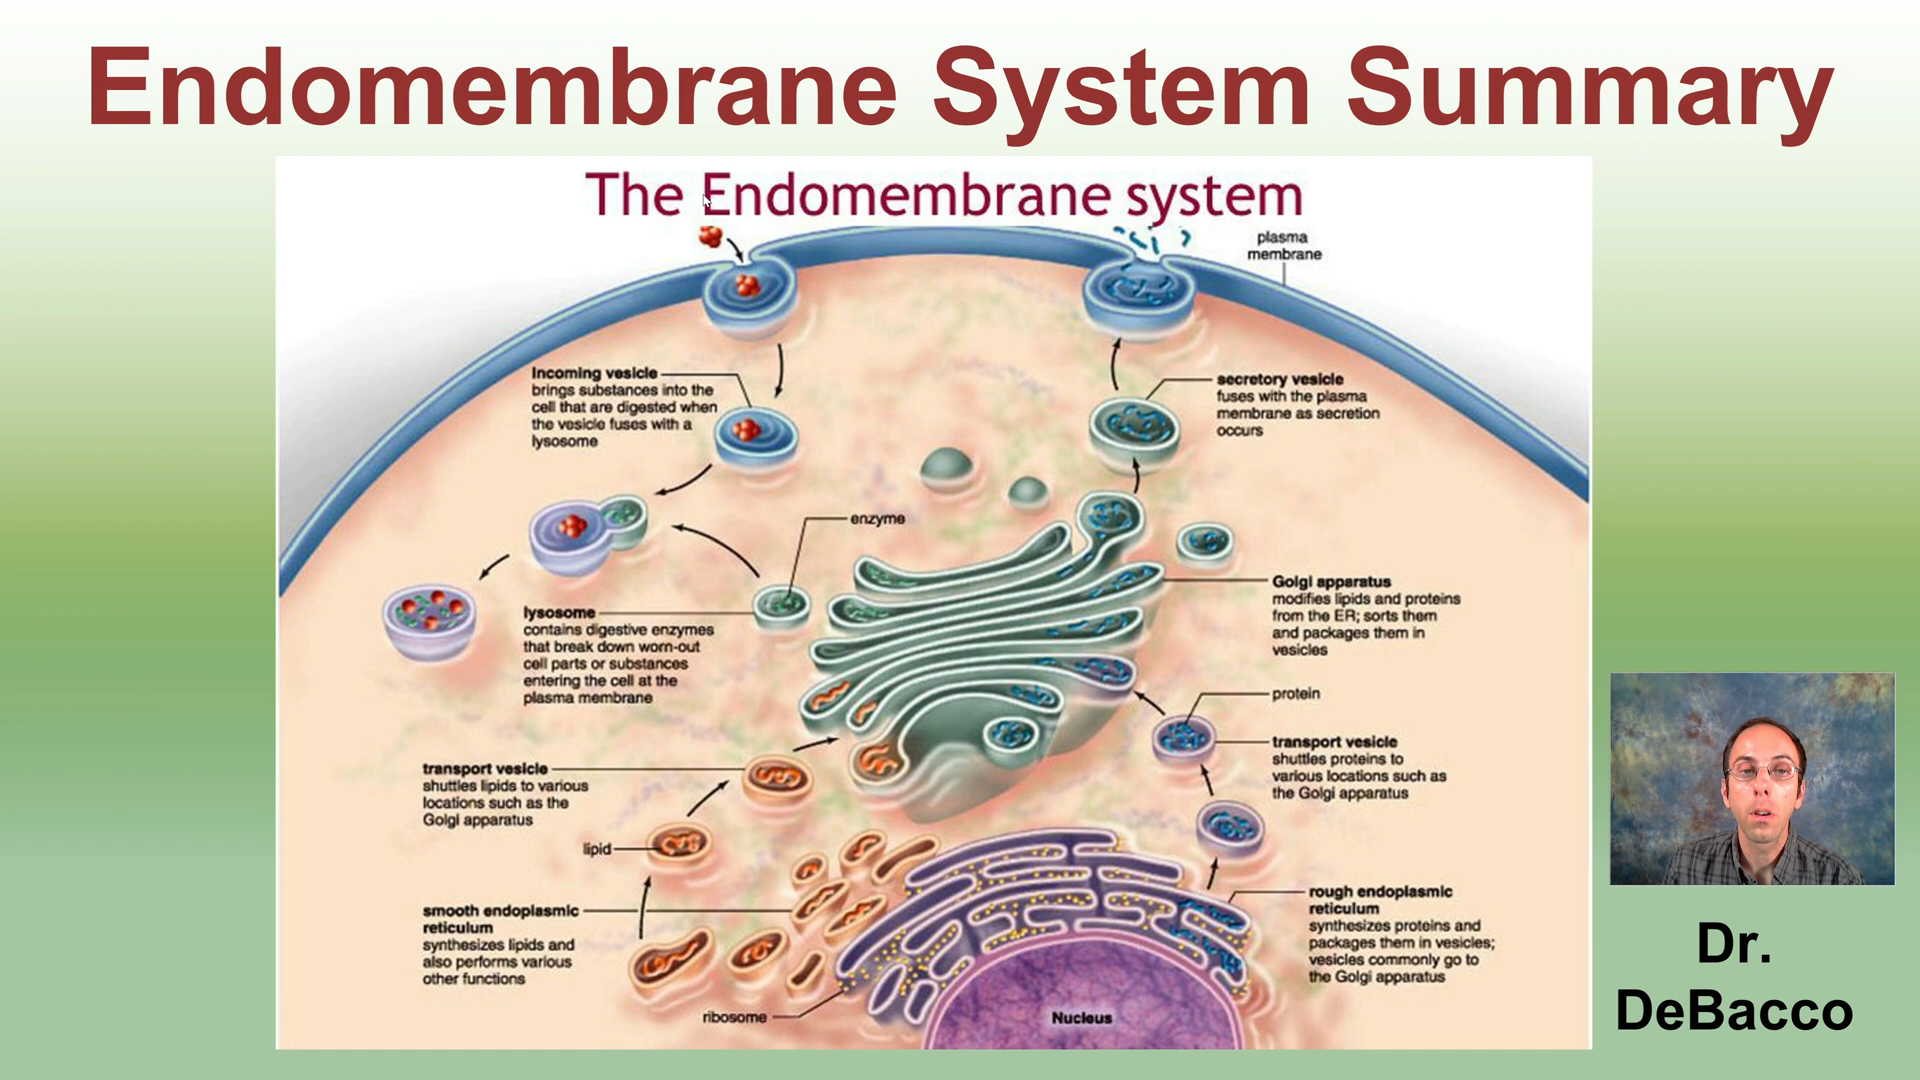 Endomembrane System Summary
The Endomembrane system
plasma
membrane
Incoming vesicle
brings substances into the
cell that are digested when
the vesicle fuses with a
lysosome
secretory vesicle
fuses with the plasma
membrane as secretion
occurs
enzyme
Golgi apparatus
modifies lipids and proteins
from the ER; sorts them
and packages them in
vesicles
lysosome
contains digestive enzymes
that break down worn-out
cell parts or substances
entering the cell at the
plasma membrane
protein
transport vesicle
shuttles proteins to
various locations such as
the Golgi apparatus
transport vesicle
shuttles lipids to various
locations such as the
Golgi apparatus
lipid
smooth endoplasmic
reticulum
synthesizes lipids and
also performs various
other functions
rough endoplasmic
reticulum
synthesizes proteins and
packages them in vesicles;
vesicles commonly go to
the Golgi apparatus
ribosome
Nucleus
Dr.
DeBacco